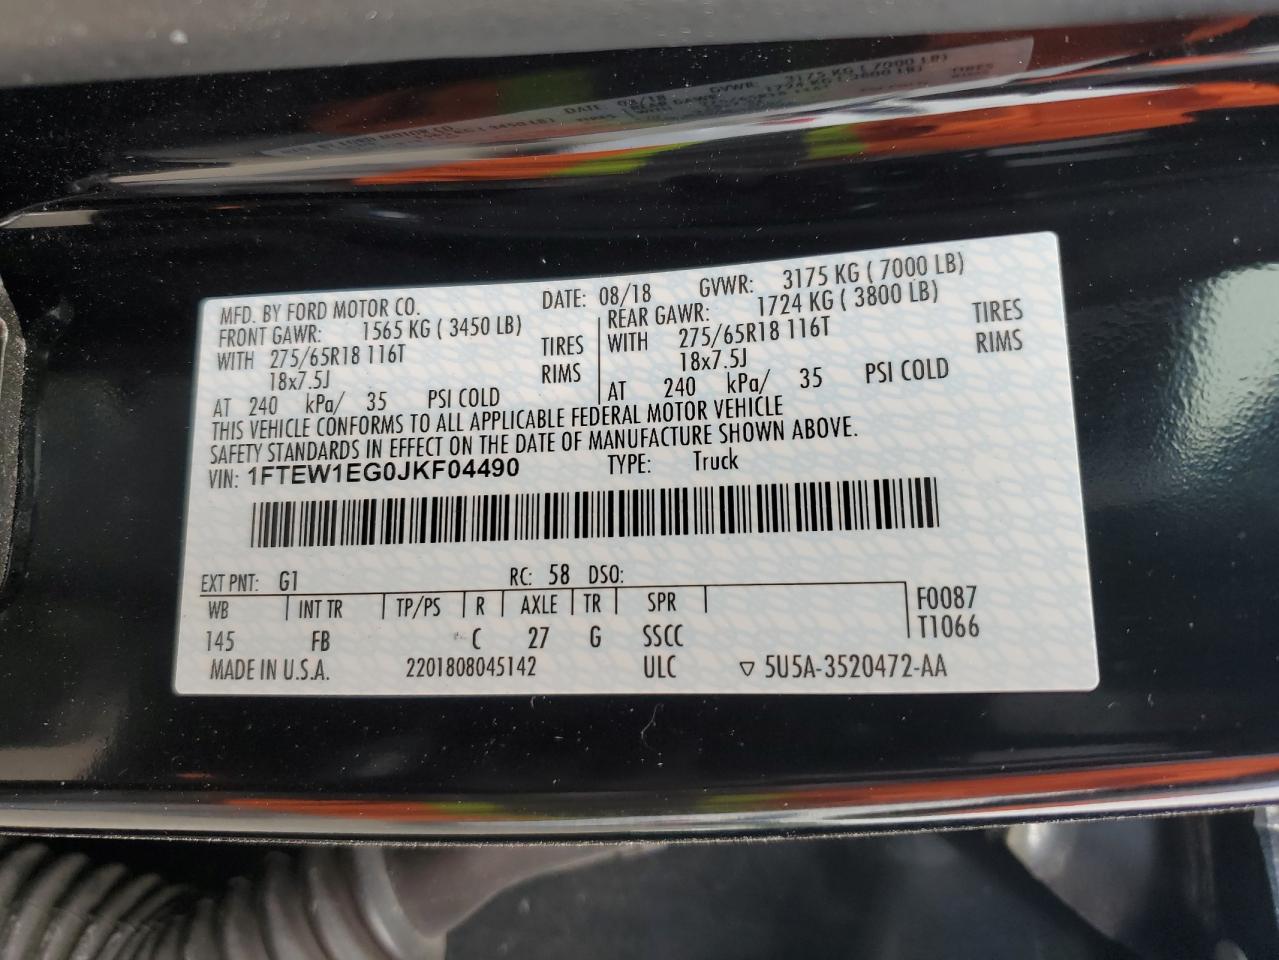 MFD. BY FORD MOTOR CO. DATE: 08/18 GVWR: 3175 KG ( 7000 LB)
FRONT GAWR: 1565 KG ( 3450 LB) REAR GAWR: 1724 KG ( 3800 LB)
WITH 275/65R18 116T TIRES WITH 275/65R18 116T TIRES
18x7.5J RIMS 18x7.5J RIMS
AT 240 kPa/ 35 PSI COLD AT 240 kPa/ 35 PSI COLD
THIS VEHICLE CONFORMS TO ALL APPLICABLE FEDERAL MOTOR VEHICLE
SAFETY STANDARDS IN EFFECT ON THE DATE OF MANUFACTURE SHOWN ABOVE.
VIN: 1FTEW1EG0JKF04490 TYPE: Truck
EXT PNT: G1 RC: 58 DSO:
WB INT TR TP/PS R AXLE TR SPR F0087
145 FB C 27 G SSCC T1066
MADE IN U.S.A. 2201808045142 ULC ▽ 5U5A-3520472-AA